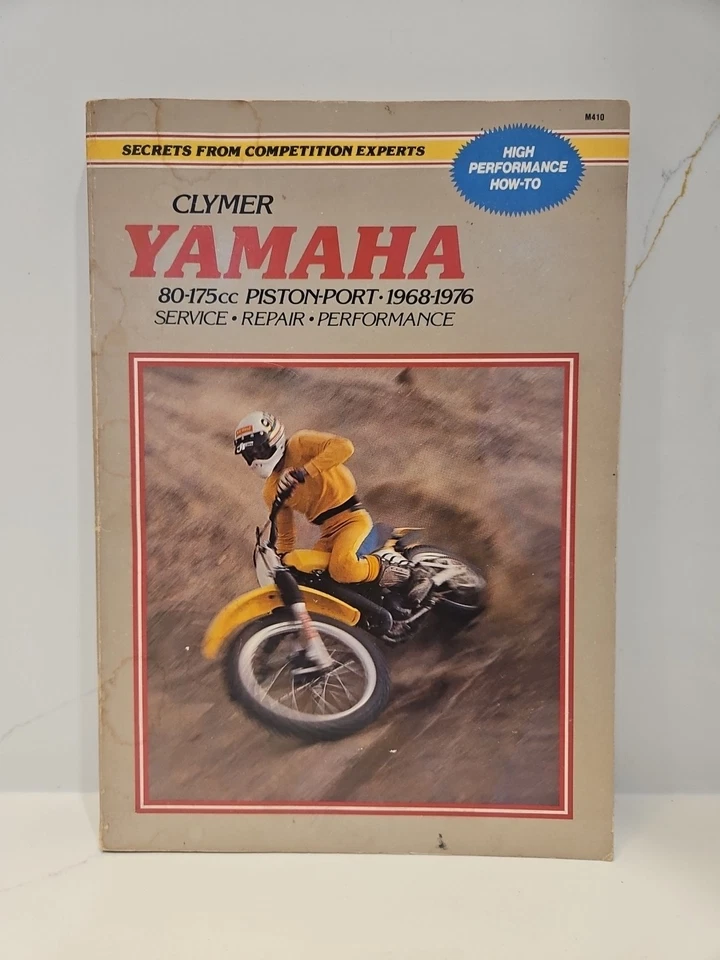 M410
SECRETS FROM COMPETITION EXPERTS
HIGH
PERFORMANCE
HOW-TO
CLYMER
YAMAHA
80-175cc PISTON-PORT • 1968-1976
SERVICE • REPAIR • PERFORMANCE